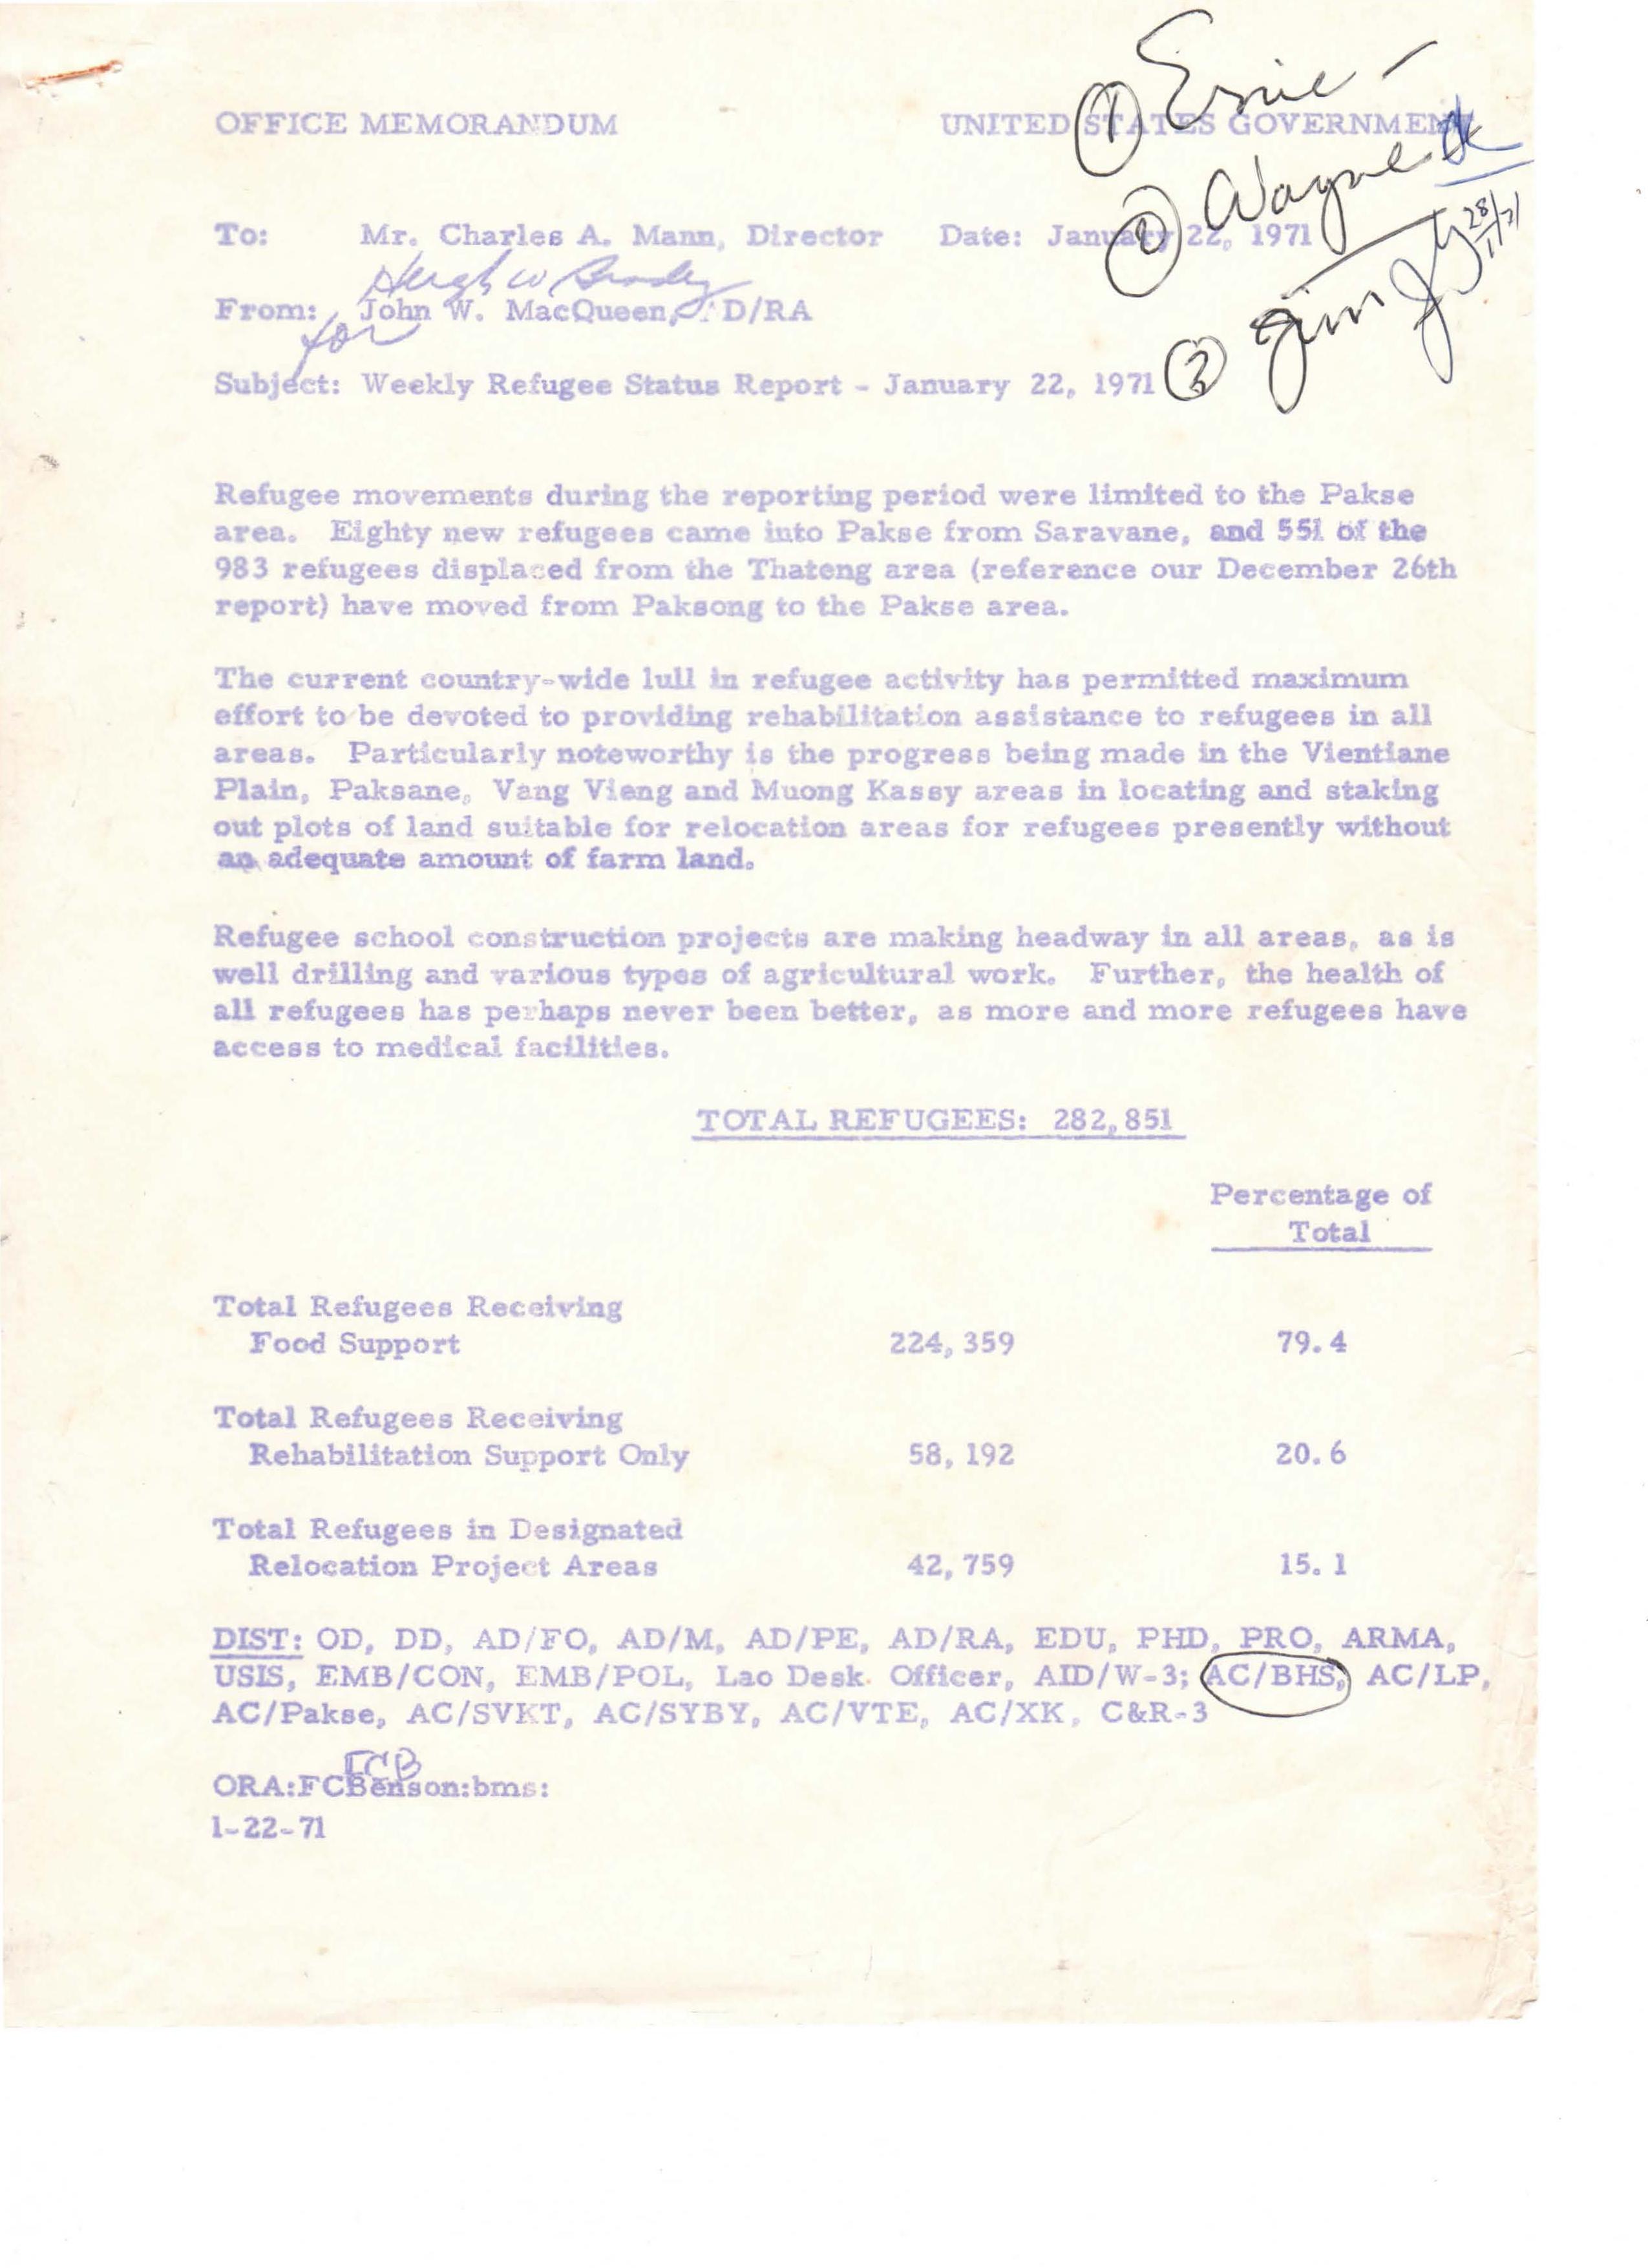 ① Ernie –
OFFICE MEMORANDUM UNITED STATES GOVERNMENT
② Wayne
To: Mr. Charles A. Mann, Director Date: January 22, 1971
28/1/71
Hugh W
From: John W. MacQueen, AD/RA
for
③ Jim
Subject: Weekly Refugee Status Report - January 22, 1971
Refugee movements during the reporting period were limited to the Pakse
area. Eighty new refugees came into Pakse from Saravane, and 551 of the
983 refugees displaced from the Thateng area (reference our December 26th
report) have moved from Paksong to the Pakse area.
The current country-wide lull in refugee activity has permitted maximum
effort to be devoted to providing rehabilitation assistance to refugees in all
areas. Particularly noteworthy is the progress being made in the Vientiane
Plain, Paksane, Vang Vieng and Muong Kassy areas in locating and staking
out plots of land suitable for relocation areas for refugees presently without
an adequate amount of farm land.
Refugee school construction projects are making headway in all areas, as is
well drilling and various types of agricultural work. Further, the health of
all refugees has perhaps never been better, as more and more refugees have
access to medical facilities.
TOTAL REFUGEES: 282,851
Percentage of
Total
Total Refugees Receiving
Food Support 224,359 79.4
Total Refugees Receiving
Rehabilitation Support Only 58,192 20.6
Total Refugees in Designated
Relocation Project Areas 42,759 15.1
DIST: OD, DD, AD/FO, AD/M, AD/PE, AD/RA, EDU, PHD, PRO, ARMA,
USIS, EMB/CON, EMB/POL, Lao Desk Officer, AID/W-3; AC/BHS, AC/LP,
AC/Pakse, AC/SVKT, AC/SYBY, AC/VTE, AC/XK, C&R-3
FCB
ORA:FCBenson:bms:
1-22-71